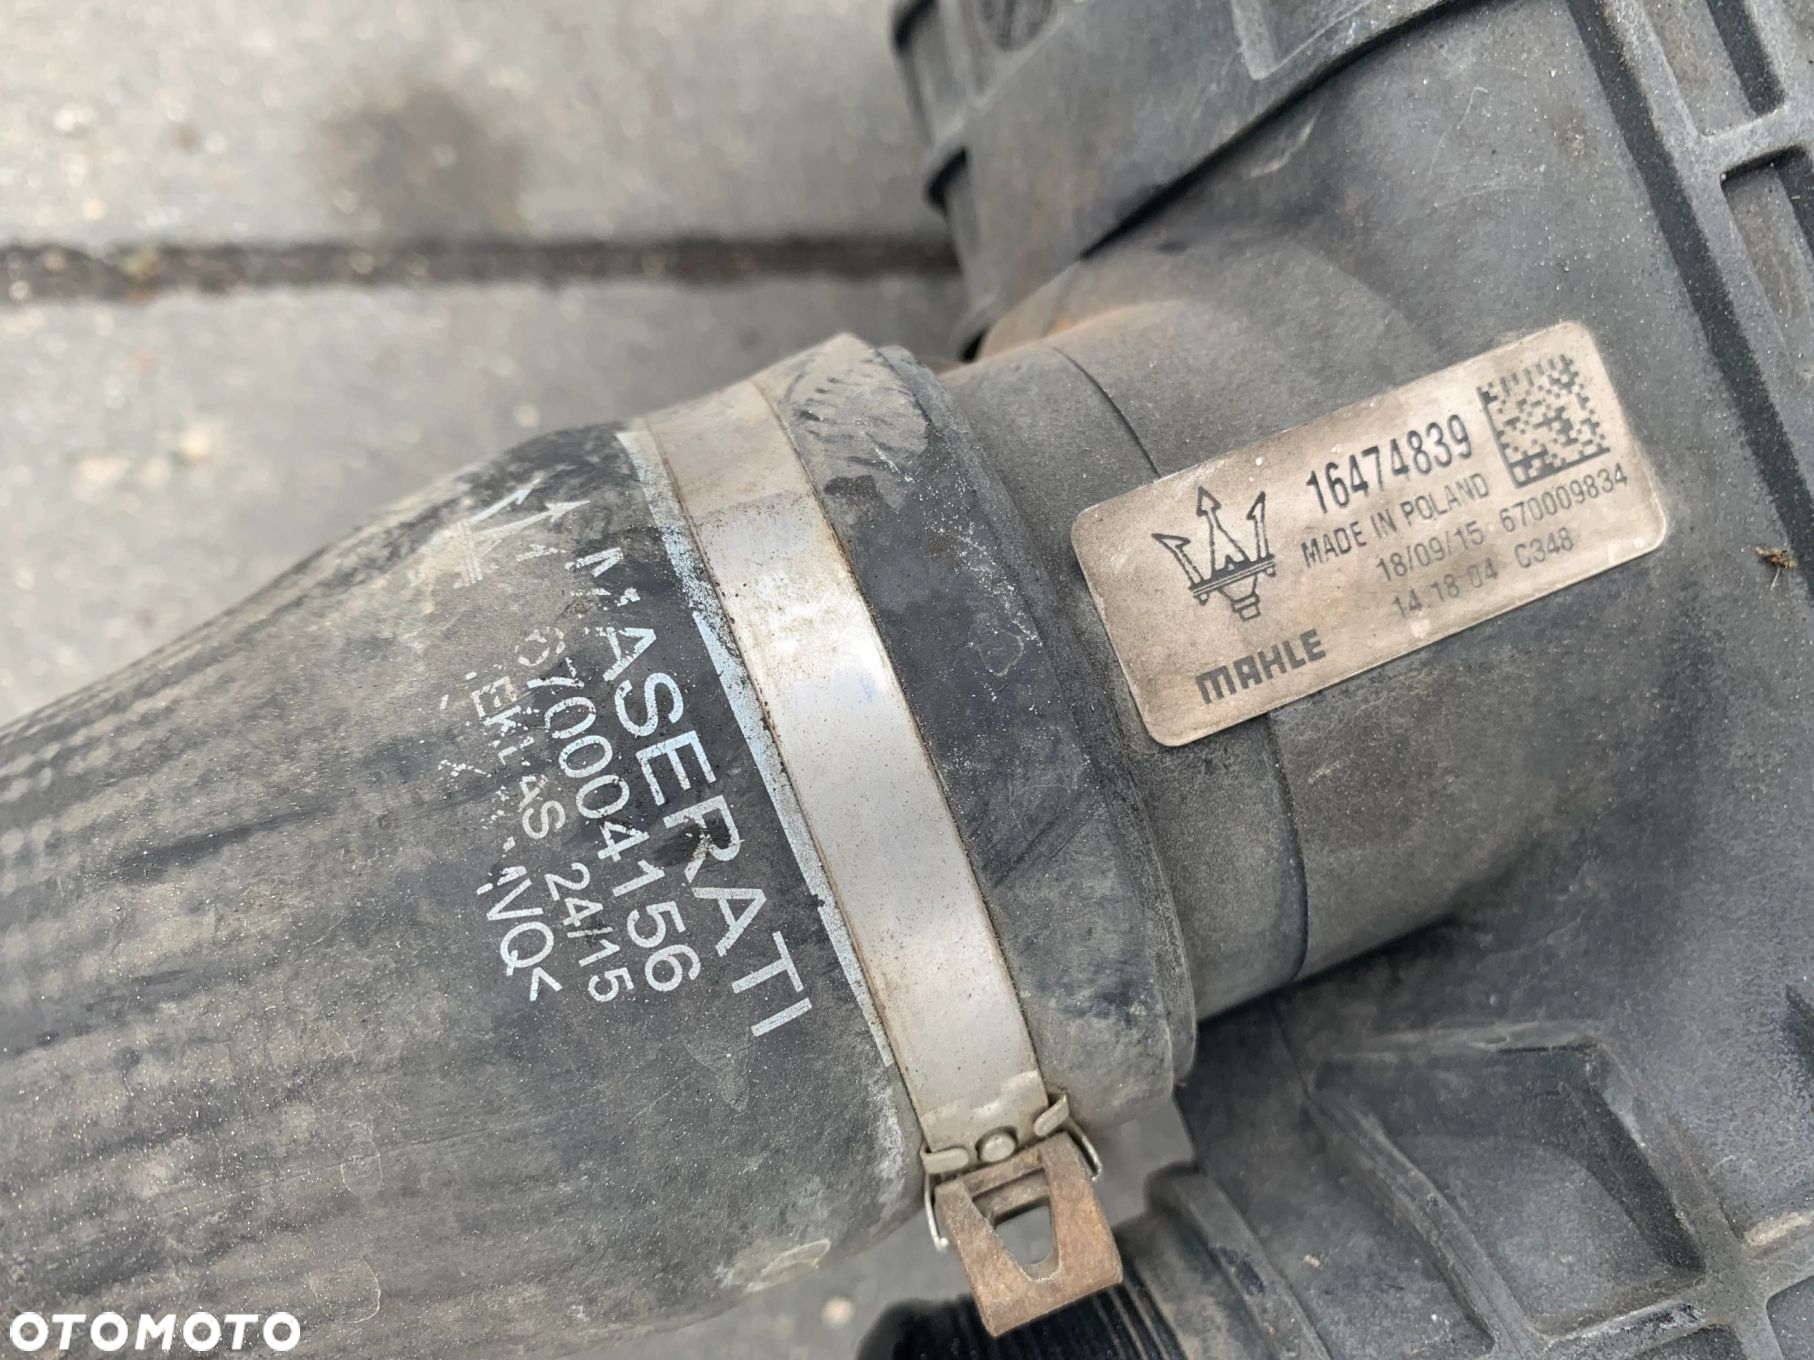 16474839
MADE IN POLAND
18/09/15 670009834
14.18 04 C348
MAHLE
MASERATI
670004156
24/15
OTOMOTO